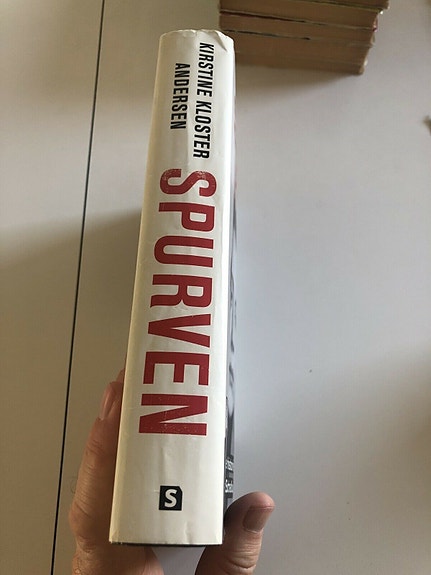 KIRSTINE KLOSTER
ANDERSEN
SPURVEN
S